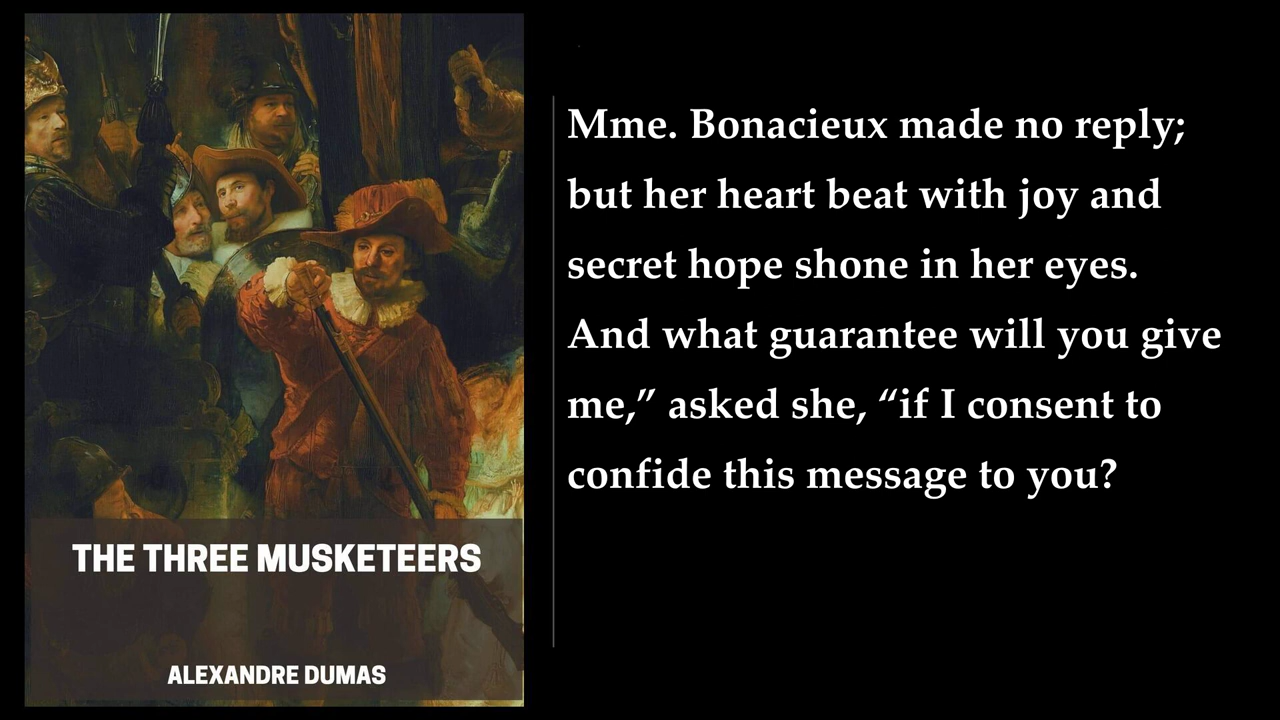 THE THREE MUSKETEERS
ALEXANDRE DUMAS
Mme. Bonacieux made no reply;
but her heart beat with joy and
secret hope shone in her eyes.
And what guarantee will you give
me,” asked she, “if I consent to
confide this message to you?